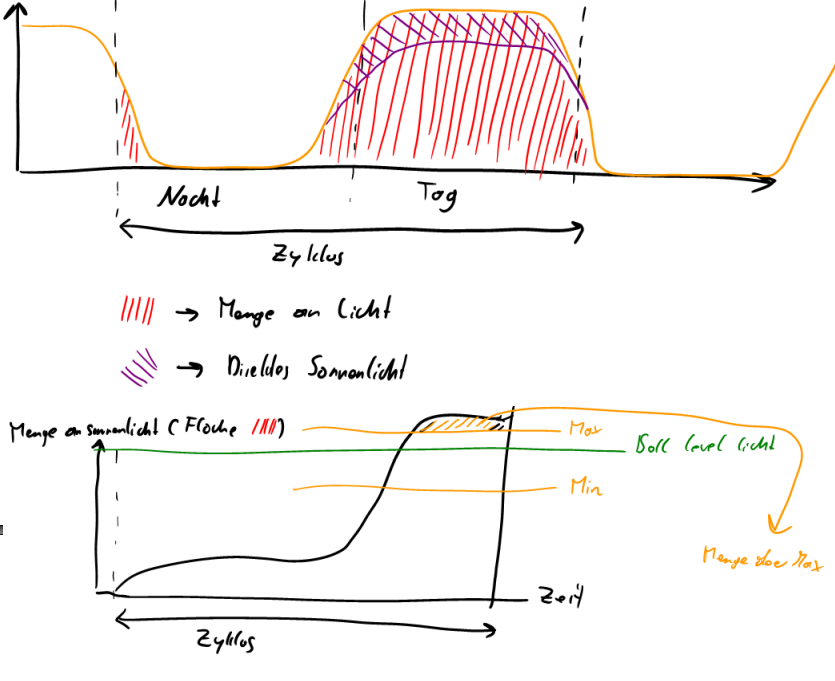 Nacht
Tag
Zyklus
→ Menge an Licht
→ Direktes Sonnenlicht
Menge an sonnenlicht (Fläche ////)
Max
Soll level licht
Min
Menge über Max
Zeit
Zyklus